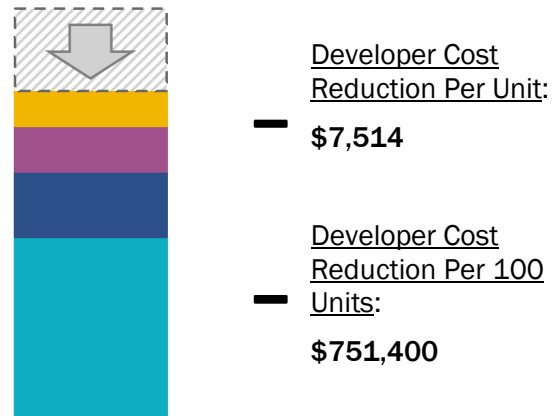 Developer Cost
Reduction Per Unit:
$7,514
Developer Cost
Reduction Per 100
Units:
$751,400